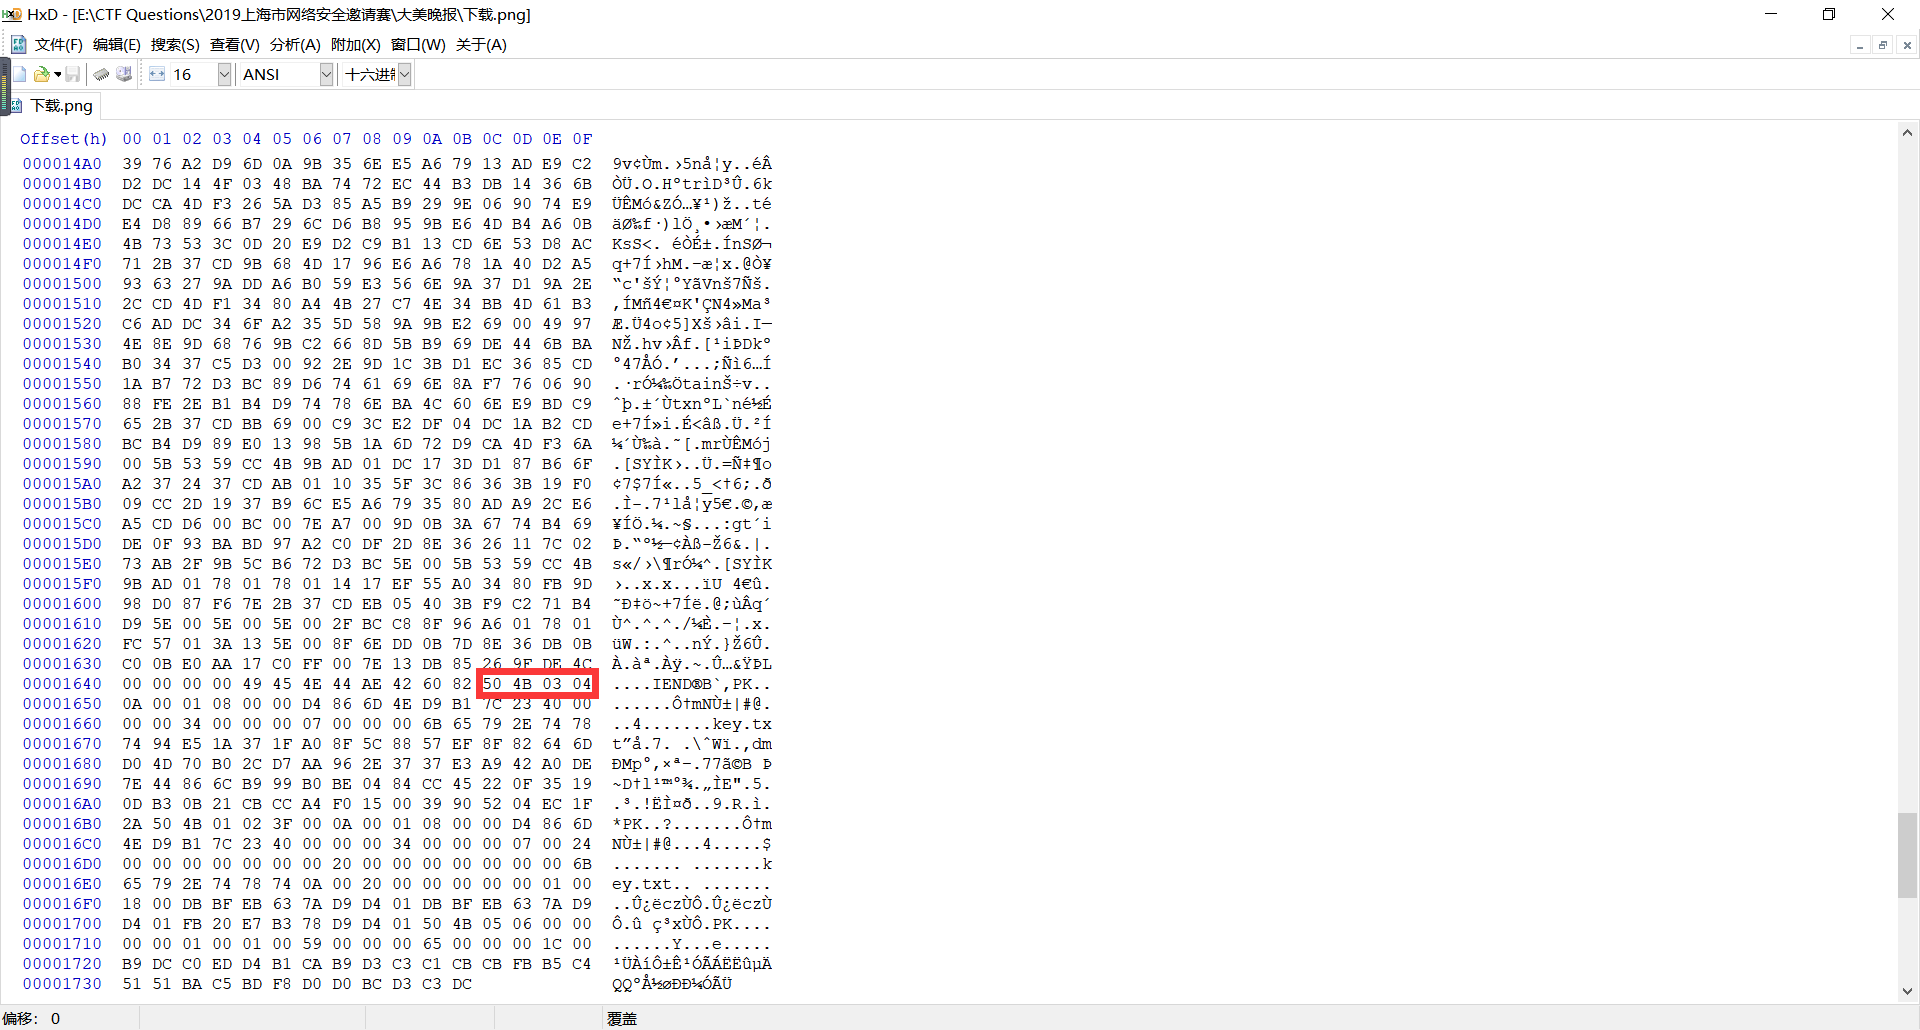 HxD - [E:\CTF Questions\2019上海市网络安全邀请赛\大美晚报\下载.png]
文件(F) 编辑(E) 搜索(S) 查看(V) 分析(A) 附加(X) 窗口(W) 关于(A)
16 ANSI 十六进制
下载.png
Offset(h) 00 01 02 03 04 05 06 07 08 09 0A 0B 0C 0D 0E 0F
000014A0 39 76 A2 D9 6D 0A 9B 35 6E E5 A6 79 13 AD E9 C2 9v¢Ùm.›5nå¦y..éÂ
000014B0 D2 DC 14 4F 03 48 BA 74 72 EC 44 B3 DB 14 36 6B ÒÜ.O.HºtrìD³Û.6k
000014C0 DC CA 4D F3 26 5A D3 85 A5 B9 29 9E 06 90 74 E9 ÜÊMó&ZÓ…¥¹)ž..té
000014D0 E4 D8 89 66 B7 29 6C D6 B8 95 9B E6 4D B4 A6 0B äØ‰f·)lÖ¸•›æM´¦.
000014E0 4B 73 53 3C 0D 20 E9 D2 C9 B1 13 CD 6E 53 D8 AC KsS<. éÒÉ±.ÍnSØ¬
000014F0 71 2B 37 CD 9B 68 4D 17 96 E6 A6 78 1A 40 D2 A5 q+7Í›hM.–æ¦x.@Ò¥
00001500 93 63 27 9A DD A6 B0 59 E3 56 6E 9A 37 D1 9A 2E “c'šÝ¦°YãVnš7Ñš.
00001510 2C CD 4D F1 34 80 A4 4B 27 C7 4E 34 BB 4D 61 B3 ,ÍMñ4€¤K'ÇN4»Ma³
00001520 C6 AD DC 34 6F A2 35 5D 58 9A 9B E2 69 00 49 97 Æ.Ü4o¢5]Xš›âi.I—
00001530 4E 8E 9D 68 76 9B C2 66 8D 5B B9 69 DE 44 6B BA NŽ.hv›Âf.[¹iÞDkº
00001540 B0 34 37 C5 D3 00 92 2E 9D 1C 3B D1 EC 36 85 CD °47ÅÓ.’...;Ñì6…Í
00001550 1A B7 72 D3 BC 89 D6 74 61 69 6E 8A F7 76 06 90 .·rÓ¼‰ÖtainŠ÷v..
00001560 88 FE 2E B1 B4 D9 74 78 6E BA 4C 60 6E E9 BD C9 ˆþ.±´ÙtxnºL`né½É
00001570 65 2B 37 CD BB 69 00 C9 3C E2 DF 04 DC 1A B2 CD e+7Í»i.É<âß.Ü.²Í
00001580 BC B4 D9 89 E0 13 98 5B 1A 6D 72 D9 CA 4D F3 6A ¼´Ù‰à.˜[.mrÙÊMój
00001590 00 5B 53 59 CC 4B 9B AD 01 DC 17 3D D1 87 B6 6F .[SYÌK›..Ü.=Ñ‡¶o
000015A0 A2 37 24 37 CD AB 01 10 35 5F 3C 86 36 3B 19 F0 ¢7$7Í«..5_<†6;.ð
000015B0 09 CC 2D 19 37 B9 6C E5 A6 79 35 80 AD A9 2C E6 .Ì-.7¹lå¦y5€.©,æ
000015C0 A5 CD D6 00 BC 00 7E A7 00 9D 0B 3A 67 74 B4 69 ¥ÍÖ.¼.~§...:gt´i
000015D0 DE 0F 93 BA BD 97 A2 C0 DF 2D 8E 36 26 11 7C 02 Þ.“º½—¢Àß-Ž6&.|.
000015E0 73 AB 2F 9B 5C B6 72 D3 BC 5E 00 5B 53 59 CC 4B s«/›\¶rÓ¼^.[SYÌK
000015F0 9B AD 01 78 01 78 01 14 17 EF 55 A0 34 80 FB 9D ›..x.x...ïU 4€û.
00001600 98 D0 87 F6 7E 2B 37 CD EB 05 40 3B F9 C2 71 B4 ˜Ð‡ö~+7Íë.@;ùÂq´
00001610 D9 5E 00 5E 00 5E 00 2F BC C8 8F 96 A6 01 78 01 Ù^.^.^./¼È.–¦.x.
00001620 FC 57 01 3A 13 5E 00 8F 6E DD 0B 7D 8E 36 DB 0B üW.:.^..nÝ.}Ž6Û.
00001630 C0 0B E0 AA 17 C0 FF 00 7E 13 DB 85 26 9F DE 4C À.àª.Àÿ.~.Û…&ŸÞL
00001640 00 00 00 00 49 45 4E 44 AE 42 60 82 50 4B 03 04 ....IEND®B`‚PK..
00001650 0A 00 01 08 00 00 D4 86 6D 4E D9 B1 7C 23 40 00 ......Ô†mNÙ±|#@.
00001660 00 00 34 00 00 00 07 00 00 00 6B 65 79 2E 74 78 ..4.......key.tx
00001670 74 94 E5 1A 37 1F A0 8F 5C 88 57 EF 8F 82 64 6D t”å.7. .\ˆWï.‚dm
00001680 D0 4D 70 B0 2C D7 AA 96 2E 37 37 E3 A9 42 A0 DE ÐMp°,×ª–.77ã©B Þ
00001690 7E 44 86 6C B9 99 B0 BE 04 84 CC 45 22 0F 35 19 ~D†l¹™°¾.„ÌE".5.
000016A0 0D B3 0B 21 CB CC A4 F0 15 00 39 90 52 04 EC 1F .³.!ËÌ¤ð..9.R.ì.
000016B0 2A 50 4B 01 02 3F 00 0A 00 01 08 00 00 D4 86 6D *PK..?.......Ô†m
000016C0 4E D9 B1 7C 23 40 00 00 00 34 00 00 00 07 00 24 NÙ±|#@...4.....$
000016D0 00 00 00 00 00 00 00 20 00 00 00 00 00 00 00 6B ....... .......k
000016E0 65 79 2E 74 78 74 0A 00 20 00 00 00 00 00 01 00 ey.txt.. .......
000016F0 18 00 DB BF EB 63 7A D9 D4 01 DB BF EB 63 7A D9 ..Û¿ëczÙÔ.Û¿ëczÙ
00001700 D4 01 FB 20 E7 B3 78 D9 D4 01 50 4B 05 06 00 00 Ô.û ç³xÙÔ.PK....
00001710 00 00 01 00 01 00 59 00 00 00 65 00 00 00 1C 00 ......Y...e.....
00001720 B9 DC C0 ED D4 B1 CA B9 D3 C3 C1 CB CB FB B5 C4 ¹ÜÀíÔ±Ê¹ÓÃÁËËûµÄ
00001730 51 51 BA C5 BD F8 D0 D0 BC D3 C3 DC QQºÅ½øÐÐ¼ÓÃÜ
偏移: 0 覆盖